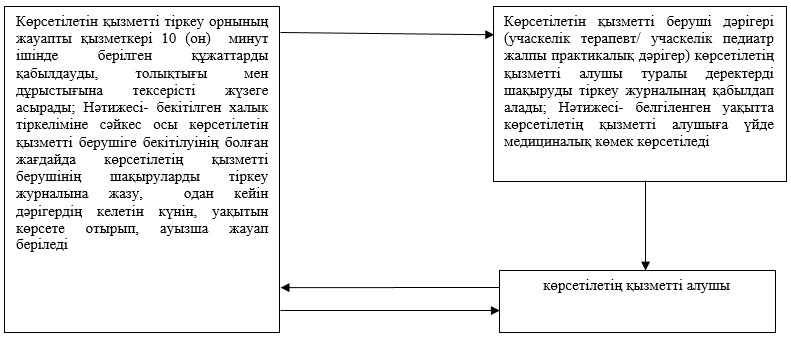 Көрсетілетін қызметті тіркеу орнының
жауапты қызметкері 10 (он) минут
ішінде берілген құжаттарды
қабылдауды, толықтығы мен
дұрыстығына тексерісті жүзеге
асырады; Нәтижесі- бекітілген халык
тіркеліміне сәйкес осы көрсетілетін
қызметті берушіге бекітілуінің болған
жағдайда көрсетілетің қызметті
берушінің шақыруларды тіркеу
журналына жазу, одан кейін
дәрігердің келетін күнін, уақытын
көрсете отырып, ауызша жауап
беріледі
Көрсетілетін қызметті беруші дәрігері
(учаскелік терапевт/ учаскелік педиатр
жалпы практикалық дәрігер) көрсетілетің
қызметті алушы туралы деректерді
шақыруды тіркеу журналынаң қабылдап
алады; Нәтижесі- белгіленген уақытта
көрсетілетің қызметті алушыға үйде
медициналық көмек көрсетіледі
көрсетілетің қызметті алушы